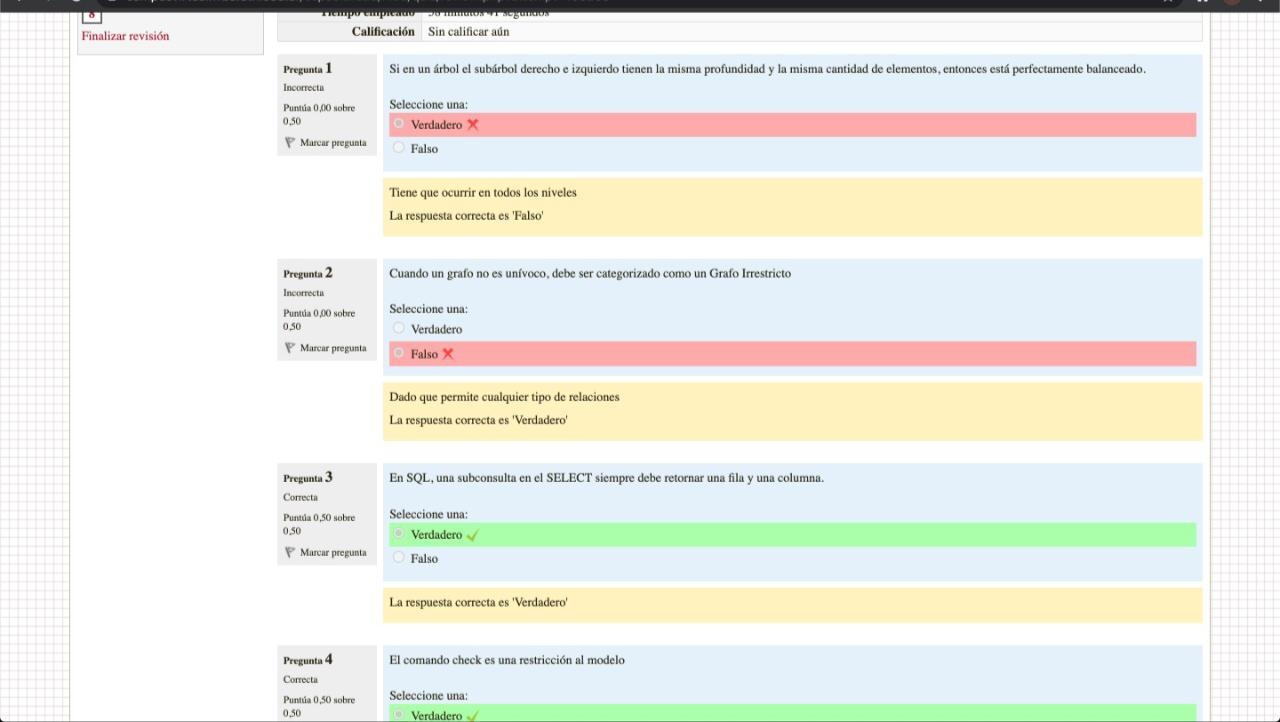 8
Finalizar revisión
Tiempo empleado 58 minutos 41 segundos
Calificación Sin calificar aún
Pregunta 1
Incorrecta
Puntúa 0,00 sobre
0,50
Marcar pregunta
Si en un árbol el subárbol derecho e izquierdo tienen la misma profundidad y la misma cantidad de elementos, entonces está perfectamente balanceado.
Seleccione una:
Verdadero
Falso
Tiene que ocurrir en todos los niveles
La respuesta correcta es 'Falso'
Pregunta 2
Incorrecta
Puntúa 0,00 sobre
0,50
Marcar pregunta
Cuando un grafo no es unívoco, debe ser categorizado como un Grafo Irrestricto
Seleccione una:
Verdadero
Falso
Dado que permite cualquier tipo de relaciones
La respuesta correcta es 'Verdadero'
Pregunta 3
Correcta
Puntúa 0,50 sobre
0,50
Marcar pregunta
En SQL, una subconsulta en el SELECT siempre debe retornar una fila y una columna.
Seleccione una:
Verdadero
Falso
La respuesta correcta es 'Verdadero'
Pregunta 4
Correcta
Puntúa 0,50 sobre
0,50
El comando check es una restricción al modelo
Seleccione una:
Verdadero